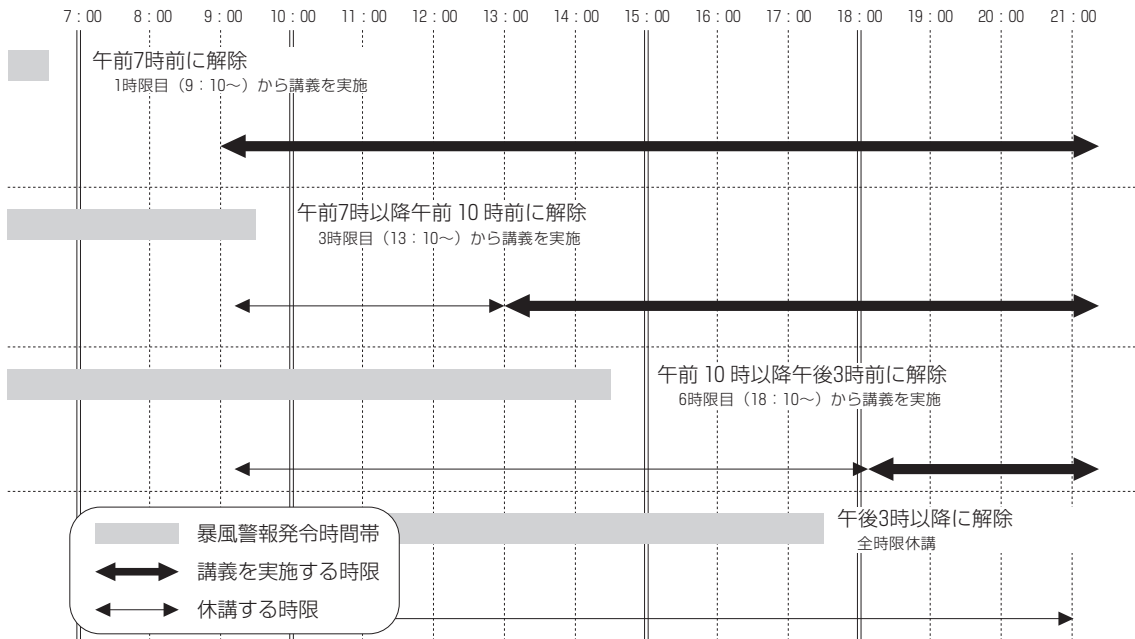 7：00 8：00 9：00 10：00 11：00 12：00 13：00 14：00 15：00 16：00 17：00 18：00 19：00 20：00 21：00
午前7時前に解除
1時限目（9：10～）から講義を実施
午前7時以降午前 10 時前に解除
3時限目（13：10～）から講義を実施
午前 10 時以降午後3時前に解除
6時限目（18：10～）から講義を実施
午後3時以降に解除
全時限休講
暴風警報発令時間帯
講義を実施する時限
休講する時限